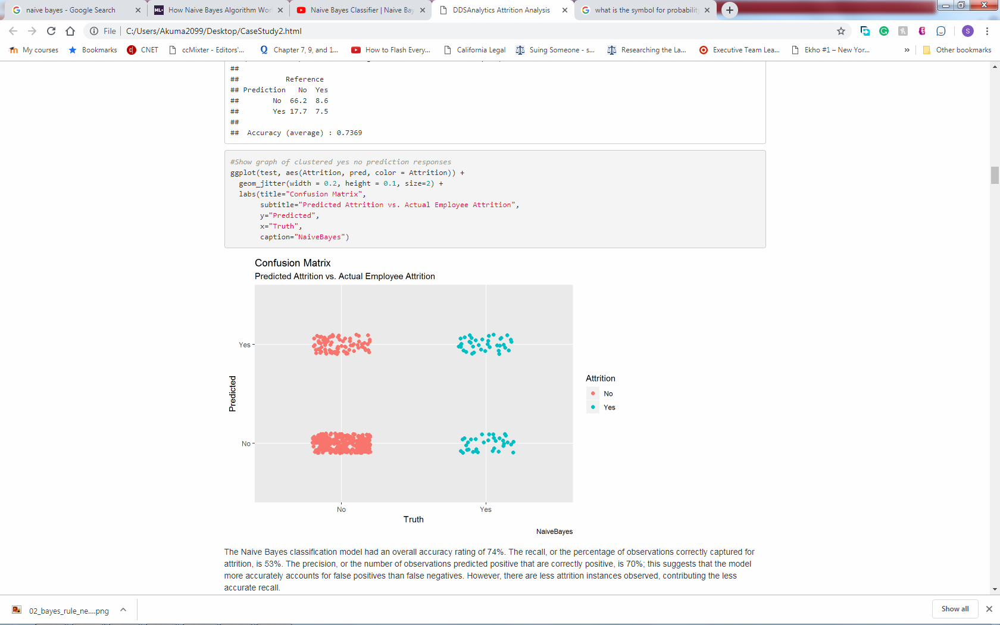 naive bayes - Google Search
How Naive Bayes Algorithm Wor
Naive Bayes Classifier | Naive Bay
DDSAnalytics Attrition Analysis
what is the symbol for probability
File
C:/Users/Akuma2099/Desktop/CaseStudy2.html
S
My courses
Bookmarks
CNET
ccMixter - Editors'...
Chapter 7, 9, and 1...
How to Flash Every...
California Legal
Suing Someone - s...
Researching the La...
Executive Team Lea...
Ekho #1 – New Yor...
»
Other bookmarks
##
## Reference
## Prediction No Yes
## No 66.2 8.6
## Yes 17.7 7.5
##
## Accuracy (average) : 0.7369
#Show graph of clustered yes no prediction responses
ggplot(test, aes(Attrition, pred, color = Attrition)) +
geom_jitter(width = 0.2, height = 0.1, size=2) +
labs(title="Confusion Matrix",
subtitle="Predicted Attrition vs. Actual Employee Attrition",
y="Predicted",
x="Truth",
caption="NaiveBayes")
Confusion Matrix
Predicted Attrition vs. Actual Employee Attrition
Yes
No
Predicted
No
Yes
Truth
Attrition
No
Yes
NaiveBayes
The Naive Bayes classification model had an overall accuracy rating of 74%. The recall, or the percentage of observations correctly captured for
attrition, is 53%. The precision, or the number of observations predicted positive that are correctly positive, is 70%; this suggests that the model
more accurately accounts for false positives than false negatives. However, there are less attrition instances observed, contributing the less
accurate recall.
02_bayes_rule_ne....png
Show all